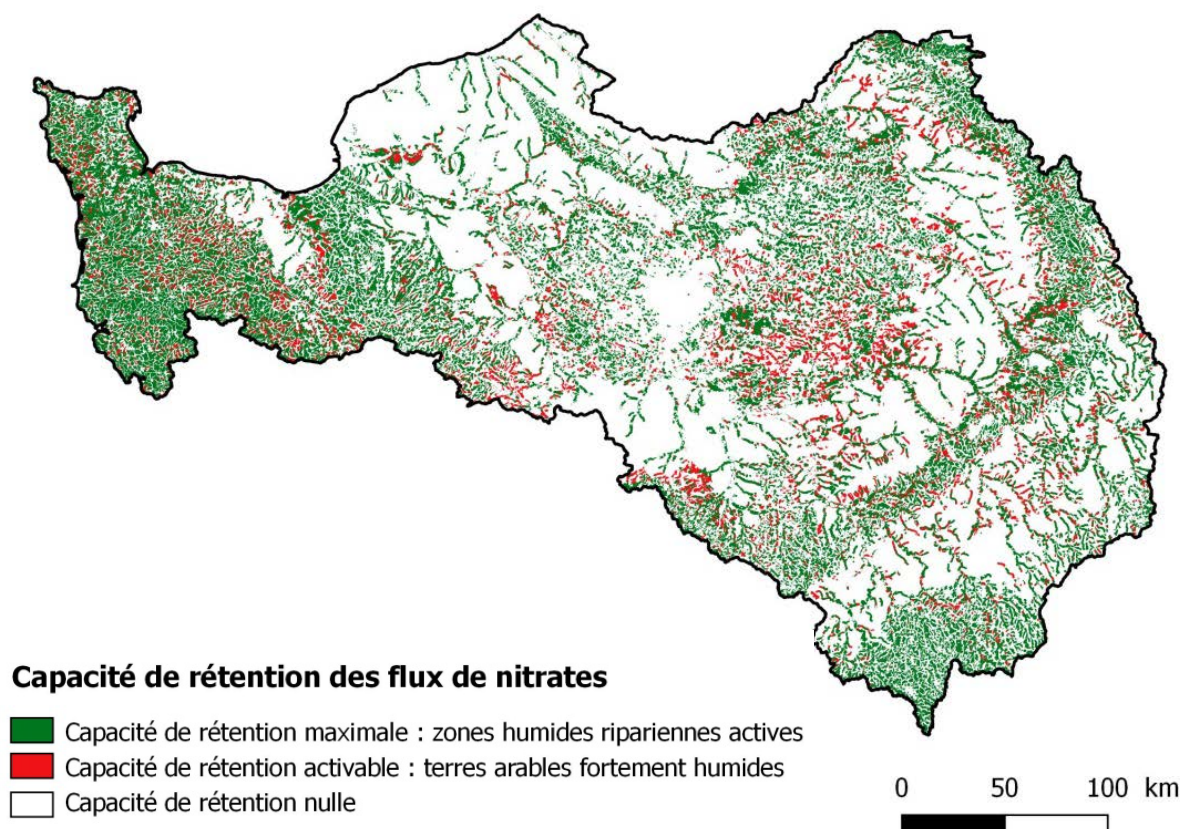 Capacité de rétention des flux de nitrates
Capacité de rétention maximale : zones humides ripariennes actives
Capacité de rétention activable : terres arables fortement humides
Capacité de rétention nulle
0 50 100 km